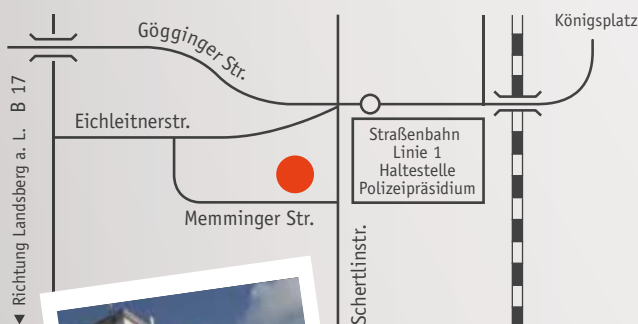 Königsplatz
Gögginger Str.
Eichleitnerstr.
Straßenbahn
Linie 1
Haltestelle
Polizeipräsidium
Memminger Str.
Schertlinstr.
◄ Richtung Landsberg a. L. B 17